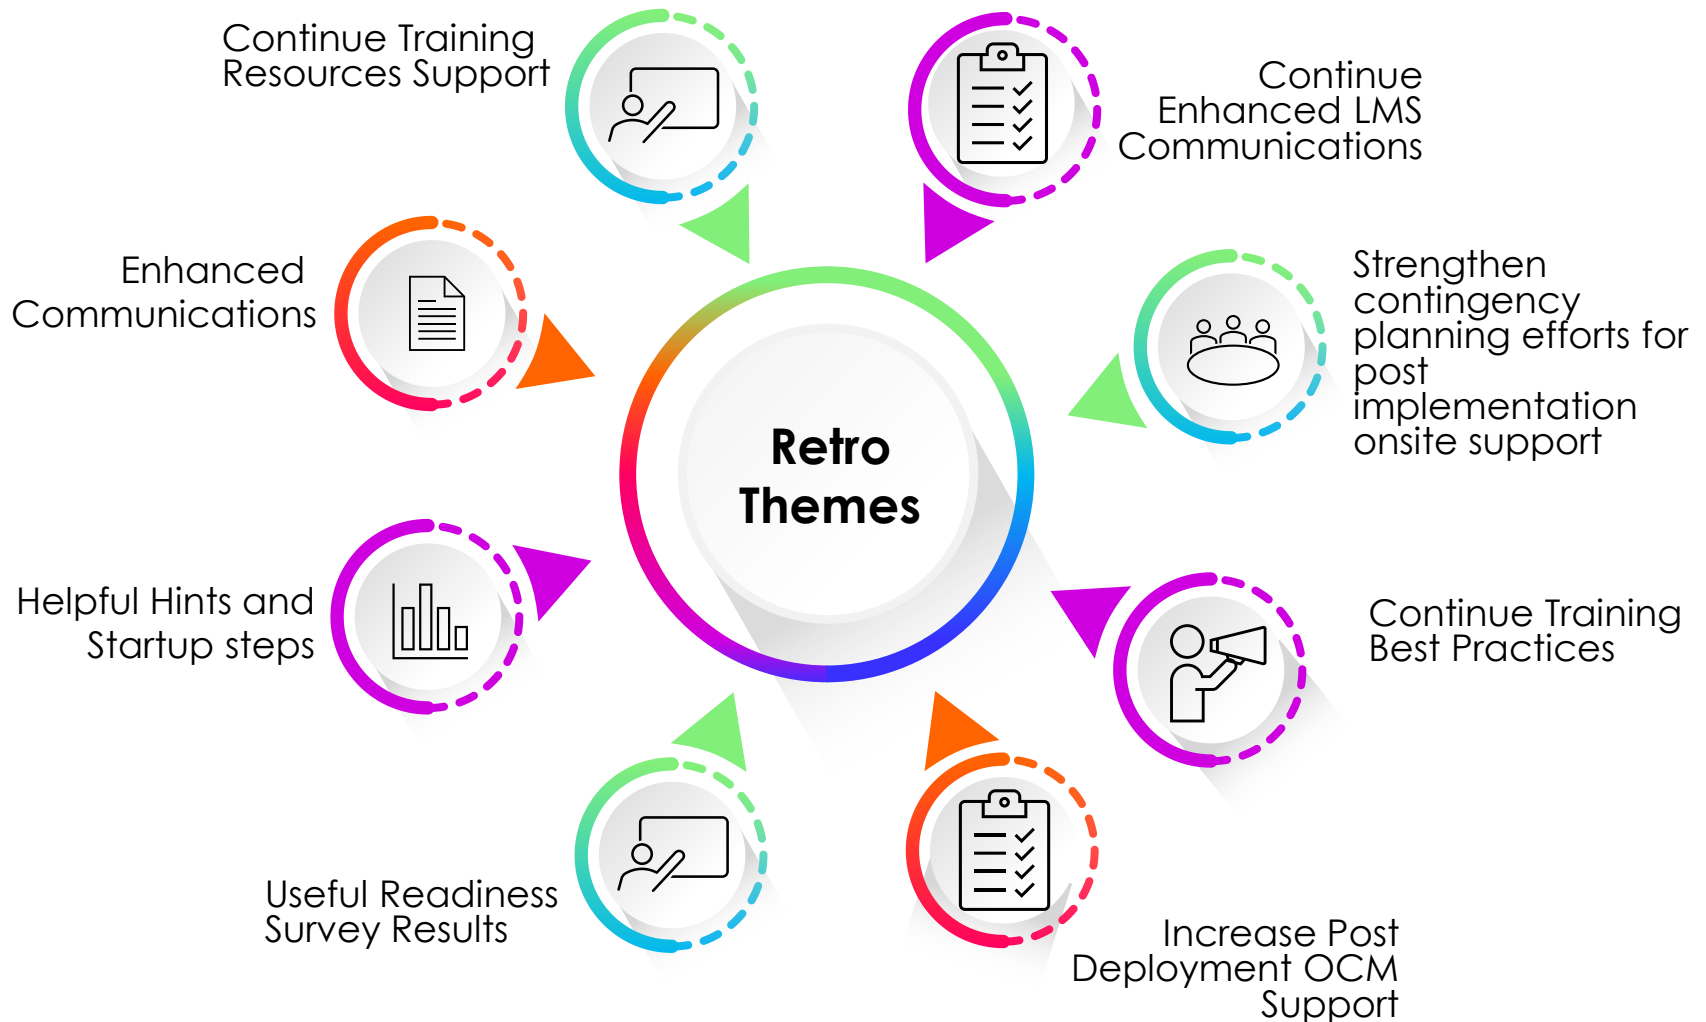 Continue Training
Resources Support
Continue
Enhanced LMS
Communications
Enhanced
Communications
Strengthen
contingency
planning efforts for
post
implementation
onsite support
Retro
Themes
Helpful Hints and
Startup steps
Continue Training
Best Practices
Useful Readiness
Survey Results
Increase Post
Deployment OCM
Support